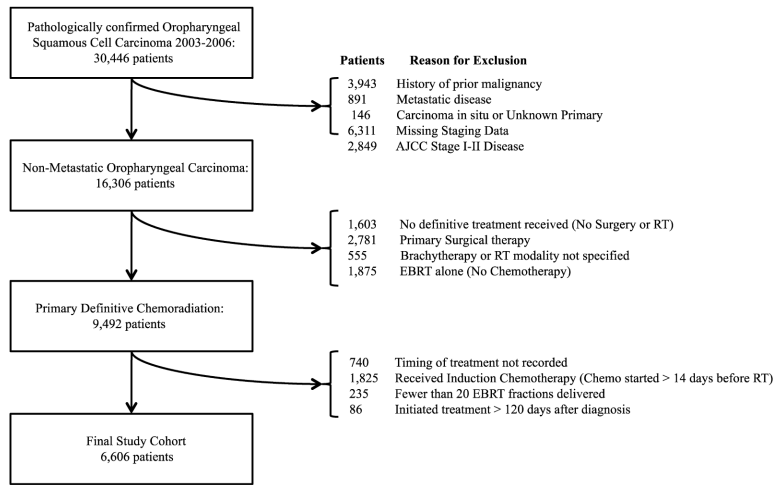 Pathologically confirmed Oropharyngeal
Squamous Cell Carcinoma 2003-2006:
30,446 patients
Patients Reason for Exclusion
3,943 History of prior malignancy
891 Metastatic disease
146 Carcinoma in situ or Unknown Primary
6,311 Missing Staging Data
2,849 AJCC Stage I-II Disease
Non-Metastatic Oropharyngeal Carcinoma:
16,306 patients
1,603 No definitive treatment received (No Surgery or RT)
2,781 Primary Surgical therapy
555 Brachytherapy or RT modality not specified
1,875 EBRT alone (No Chemotherapy)
Primary Definitive Chemoradiation:
9,492 patients
740 Timing of treatment not recorded
1,825 Received Induction Chemotherapy (Chemo started > 14 days before RT)
235 Fewer than 20 EBRT fractions delivered
86 Initiated treatment > 120 days after diagnosis
Final Study Cohort
6,606 patients